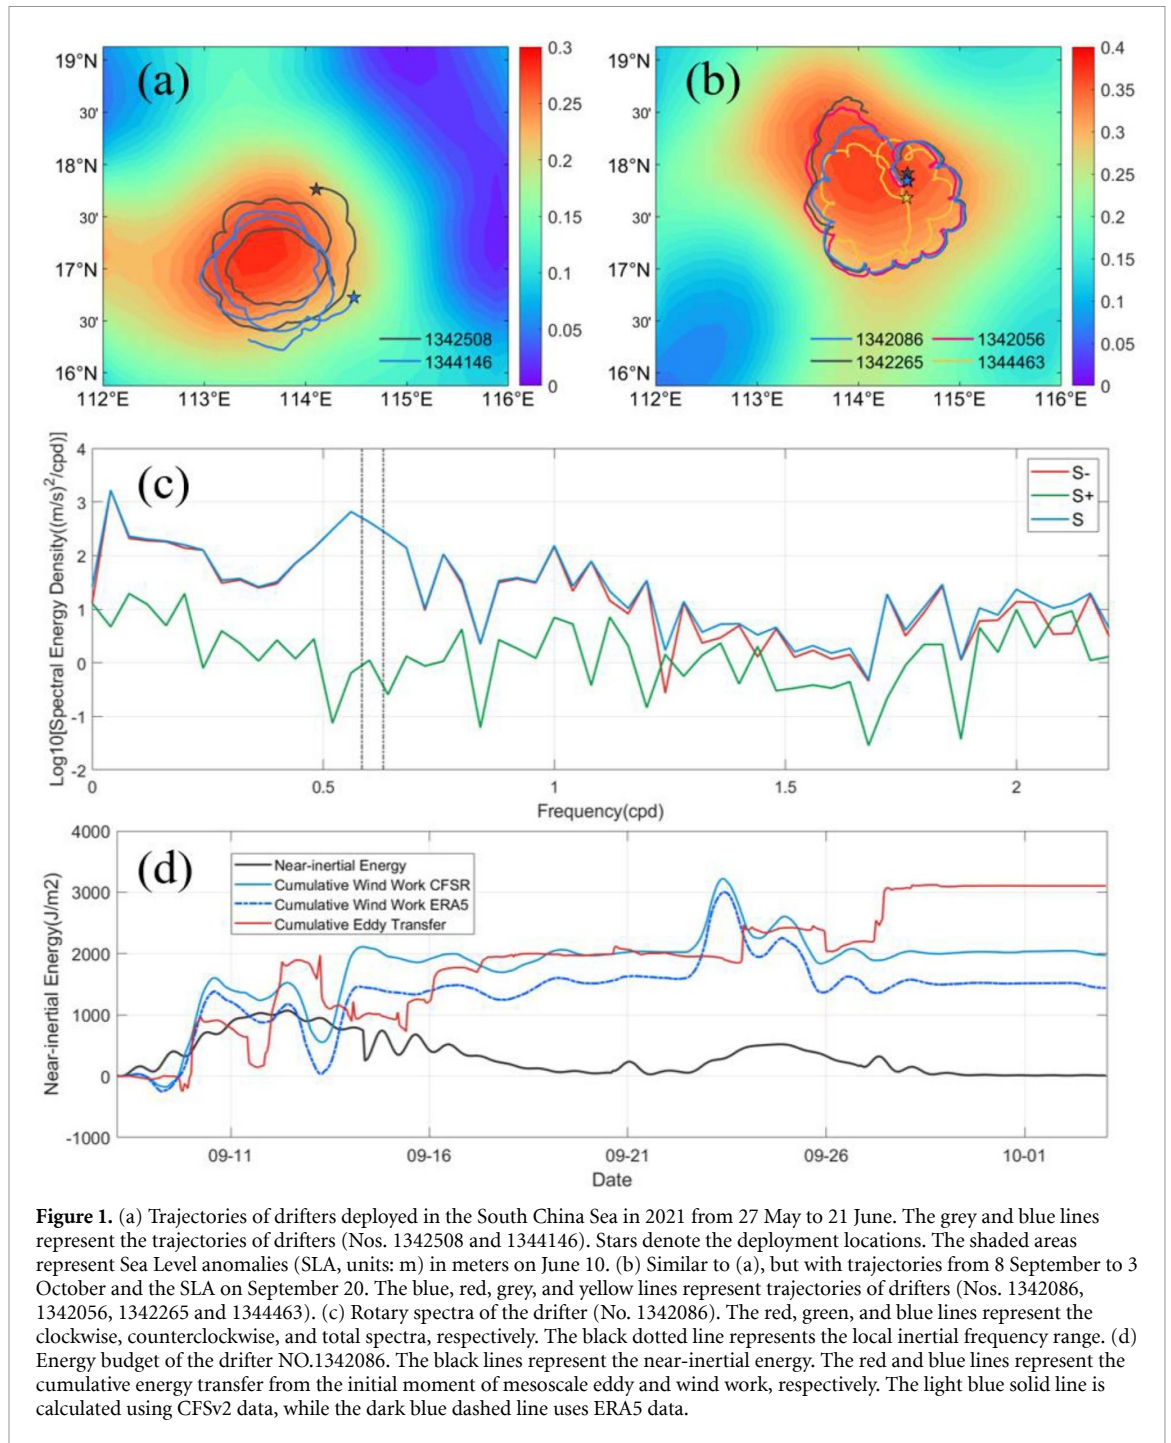 (a)
19°N
30'
18°N
30'
17°N
30'
16°N
112°E 113°E 114°E 115°E 116°E
1342508
1344146
0.3
0.25
0.2
0.15
0.1
0.05
0
(b)
19°N
30'
18°N
30'
17°N
30'
16°N
112°E 113°E 114°E 115°E 116°E
1342086 1342056
1342265 1344463
0.4
0.35
0.3
0.25
0.2
0.15
0.1
0.05
0
(c)
Log10[Spectral Energy Density((m/s)²/cpd)]
4
3
2
1
0
-1
-2
0 0.5 1 1.5 2
Frequency(cpd)
S-
S+
S
(d)
Near-inertial Energy(J/m2)
4000
3000
2000
1000
0
-1000
Near-inertial Energy
Cumulative Wind Work CFSR
Cumulative Wind Work ERA5
Cumulative Eddy Transfer
09-11 09-16 09-21 09-26 10-01
Date
Figure 1. (a) Trajectories of drifters deployed in the South China Sea in 2021 from 27 May to 21 June. The grey and blue lines
represent the trajectories of drifters (Nos. 1342508 and 1344146). Stars denote the deployment locations. The shaded areas
represent Sea Level anomalies (SLA, units: m) in meters on June 10. (b) Similar to (a), but with trajectories from 8 September to 3
October and the SLA on September 20. The blue, red, grey, and yellow lines represent trajectories of drifters (Nos. 1342086,
1342056, 1342265 and 1344463). (c) Rotary spectra of the drifter (No. 1342086). The red, green, and blue lines represent the
clockwise, counterclockwise, and total spectra, respectively. The black dotted line represents the local inertial frequency range. (d)
Energy budget of the drifter NO.1342086. The black lines represent the near-inertial energy. The red and blue lines represent the
cumulative energy transfer from the initial moment of mesoscale eddy and wind work, respectively. The light blue solid line is
calculated using CFSv2 data, while the dark blue dashed line uses ERA5 data.